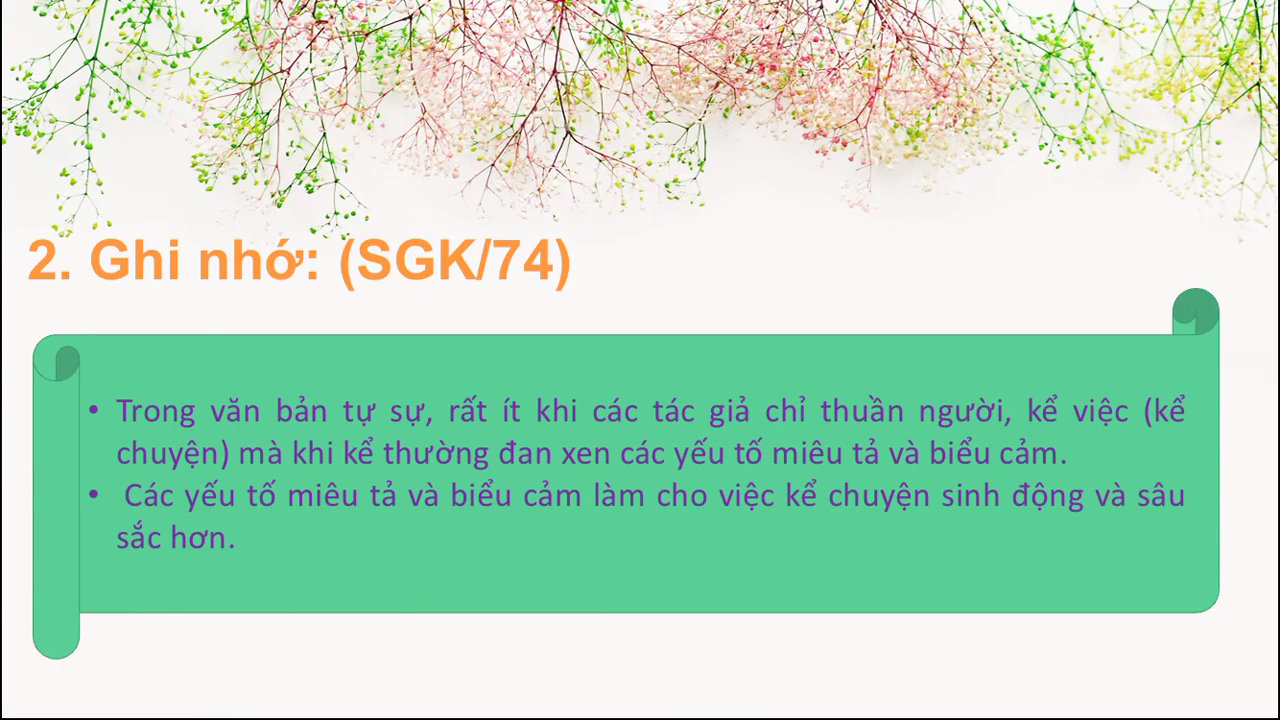 2. Ghi nhớ: (SGK/74)
• Trong văn bản tự sự, rất ít khi các tác giả chỉ thuần người, kể việc (kể
chuyện) mà khi kể thường đan xen các yếu tố miêu tả và biểu cảm.
• Các yếu tố miêu tả và biểu cảm làm cho việc kể chuyện sinh động và sâu
sắc hơn.